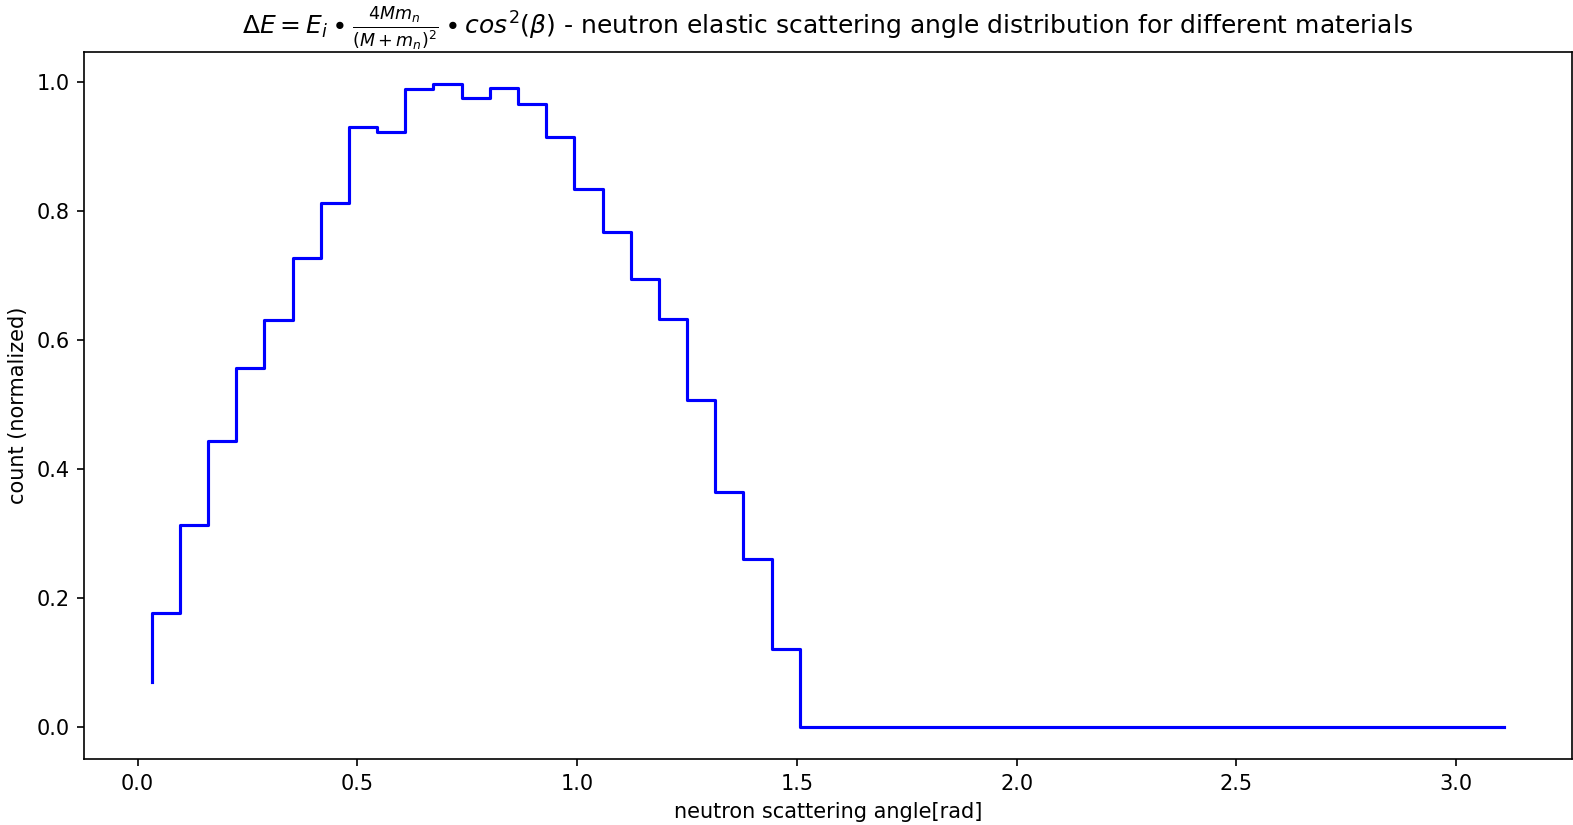 ΔE = E_i • \frac{4Mm_n}{(M+m_n)^2} • cos^2(β) - neutron elastic scattering angle distribution for different materials
count (normalized)
1.0
0.8
0.6
0.4
0.2
0.0
0.0 0.5 1.0 1.5 2.0 2.5 3.0
neutron scattering angle[rad]